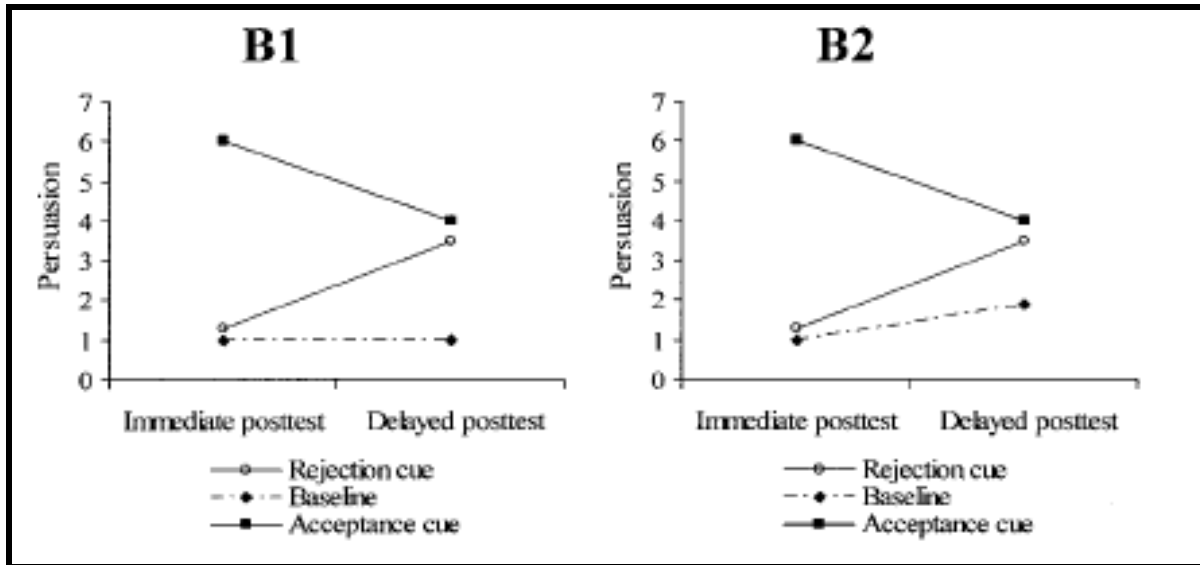 B1
7
6
5
4
3
2
1
0
Persuasion
Immediate posttest Delayed posttest
Rejection cue
Baseline
Acceptance cue
B2
7
6
5
4
3
2
1
0
Persuasion
Immediate posttest Delayed posttest
Rejection cue
Baseline
Acceptance cue